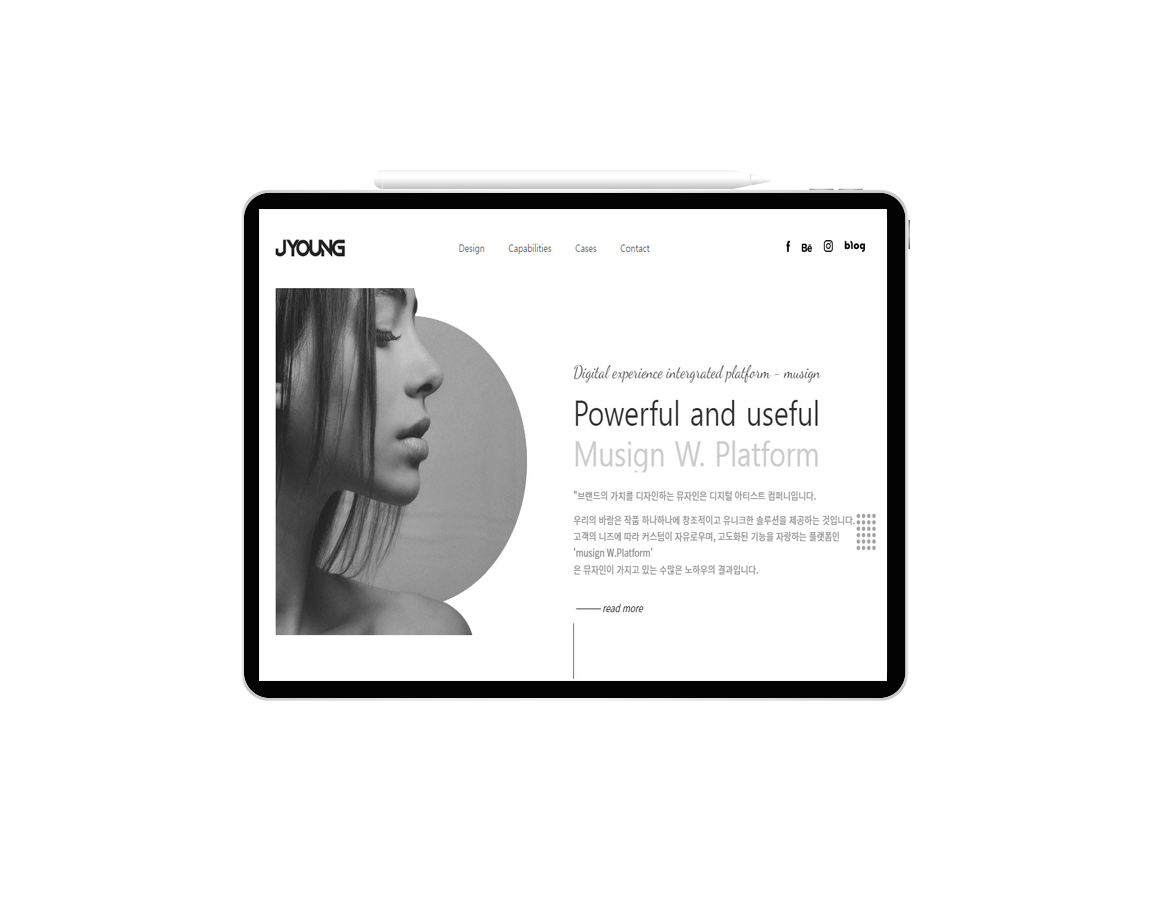 JYOUNG
Design Capabilities Cases Contact
f Bē blog
Digital experience intergrated platform - musign
Powerful and useful
Musign W. Platform
"브랜드의 가치를 디자인하는 뮤자인은 디지털 아티스트 컴퍼니입니다.
우리의 바람은 작품 하나하나에 창조적이고 유니크한 솔루션을 제공하는 것입니다.
고객의 니즈에 따라 커스텀이 자유로우며, 고도화된 기능을 자랑하는 플랫폼인
'musign W.Platform'
은 뮤자인이 가지고 있는 수많은 노하우의 결과입니다.
read more